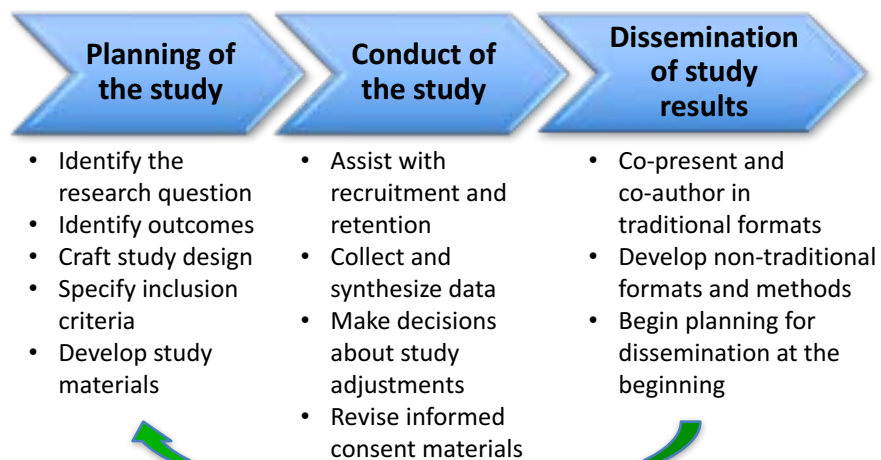 Planning of
the study
• Identify the
research question
• Identify outcomes
• Craft study design
• Specify inclusion
criteria
• Develop study
materials
Conduct of
the study
• Assist with
recruitment and
retention
• Collect and
synthesize data
• Make decisions
about study
adjustments
• Revise informed
consent materials
Dissemination
of study
results
• Co-present and
co-author in
traditional formats
• Develop non-traditional
formats and methods
• Begin planning for
dissemination at the
beginning